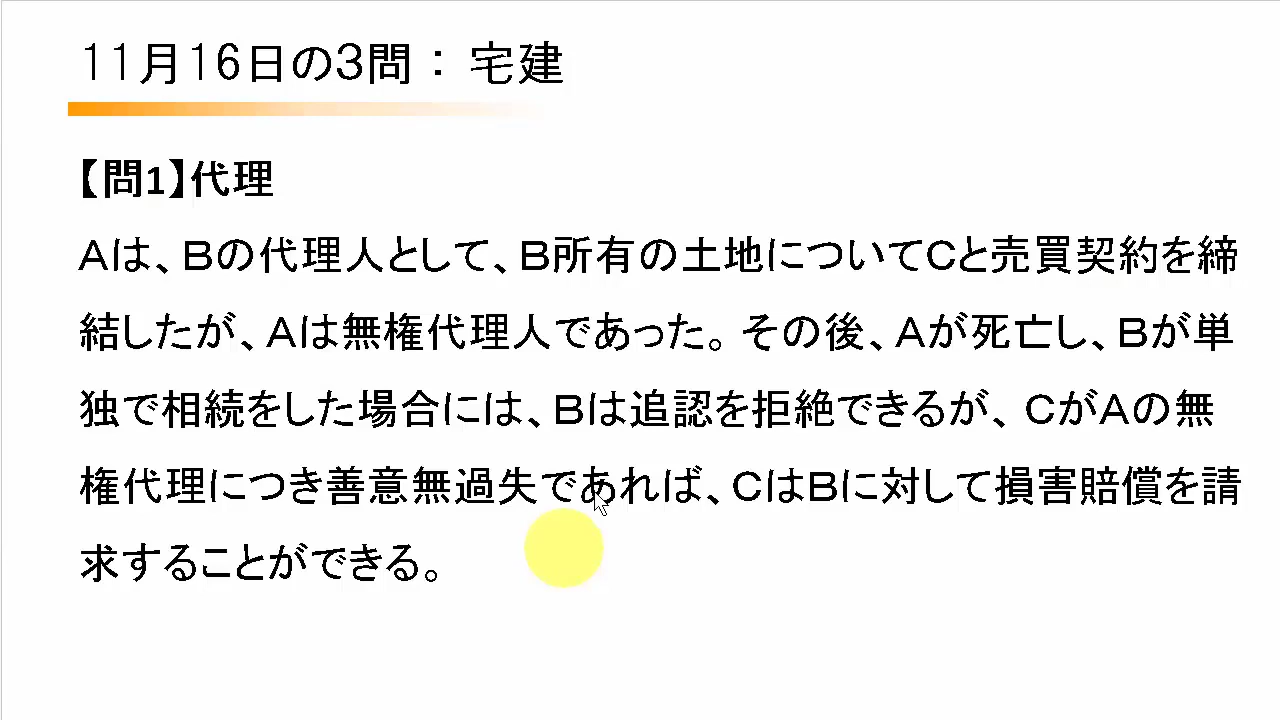 11月16日の3問：宅建
【問1】代理
Aは、Bの代理人として、B所有の土地についてCと売買契約を締
結したが、Aは無権代理人であった。その後、Aが死亡し、Bが単
独で相続をした場合には、Bは追認を拒絶できるが、CがAの無
権代理につき善意無過失であれば、CはBに対して損害賠償を請
求することができる。